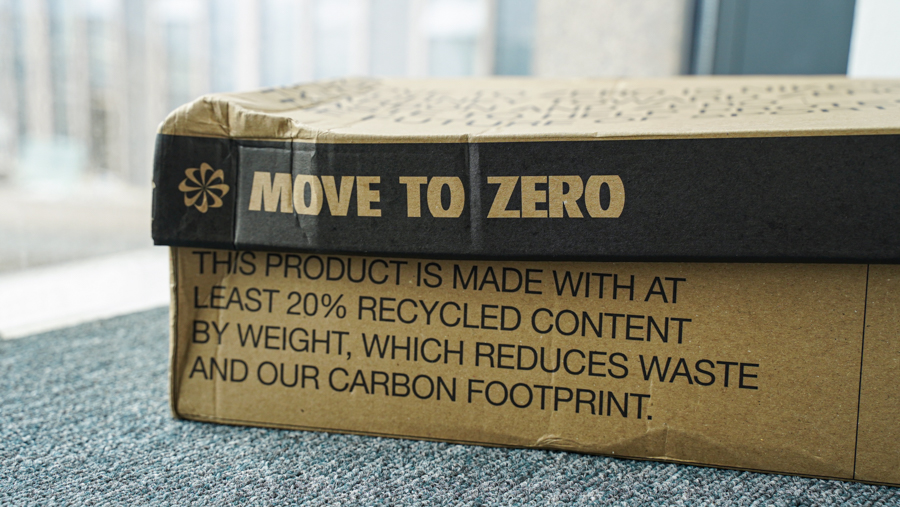 MOVE TO ZERO
THIS PRODUCT IS MADE WITH AT
LEAST 20% RECYCLED CONTENT
BY WEIGHT, WHICH REDUCES WASTE
AND OUR CARBON FOOTPRINT.